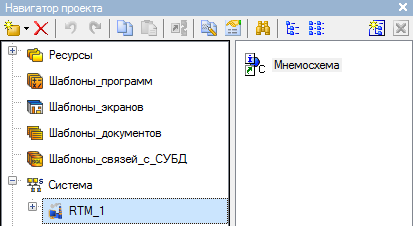 Навигатор проекта
Ресурсы
Шаблоны_программ
Шаблоны_экранов
Шаблоны_документов
Шаблоны_связей_с_СУБД
Система
RTM_1
C Мнемосхема